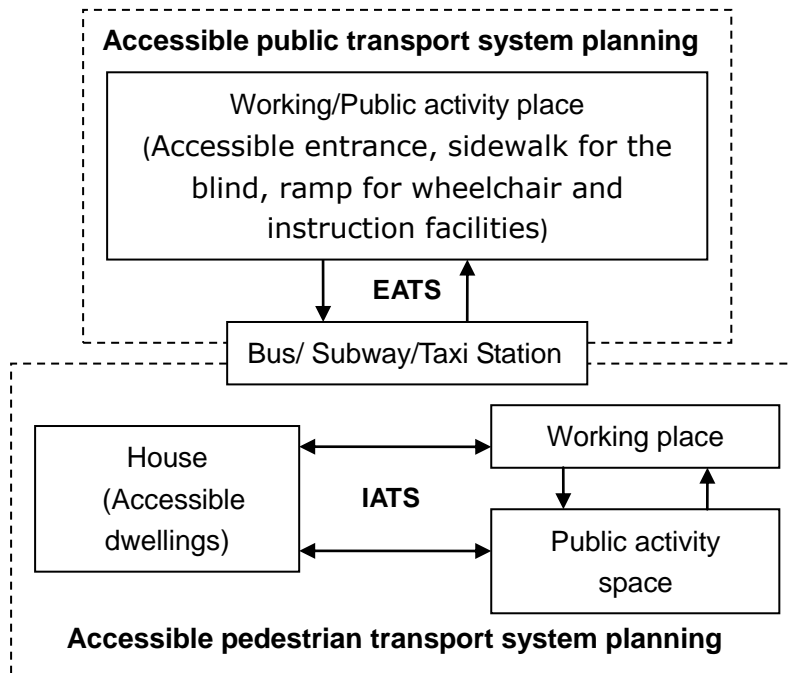 Accessible public transport system planning
Working/Public activity place
(Accessible entrance, sidewalk for the
blind, ramp for wheelchair and
instruction facilities)
EATS
Bus/ Subway/Taxi Station
House
(Accessible
dwellings)
IATS
Working place
Public activity
space
Accessible pedestrian transport system planning